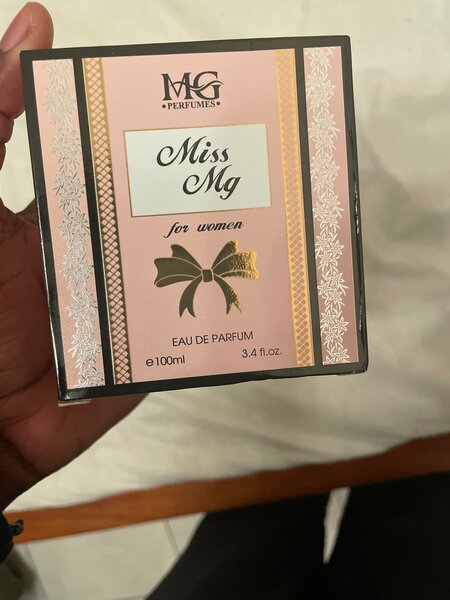 MG
• PERFUMES •
Miss
Mg
for women
EAU DE PARFUM
e100ml 3.4 fl.oz.